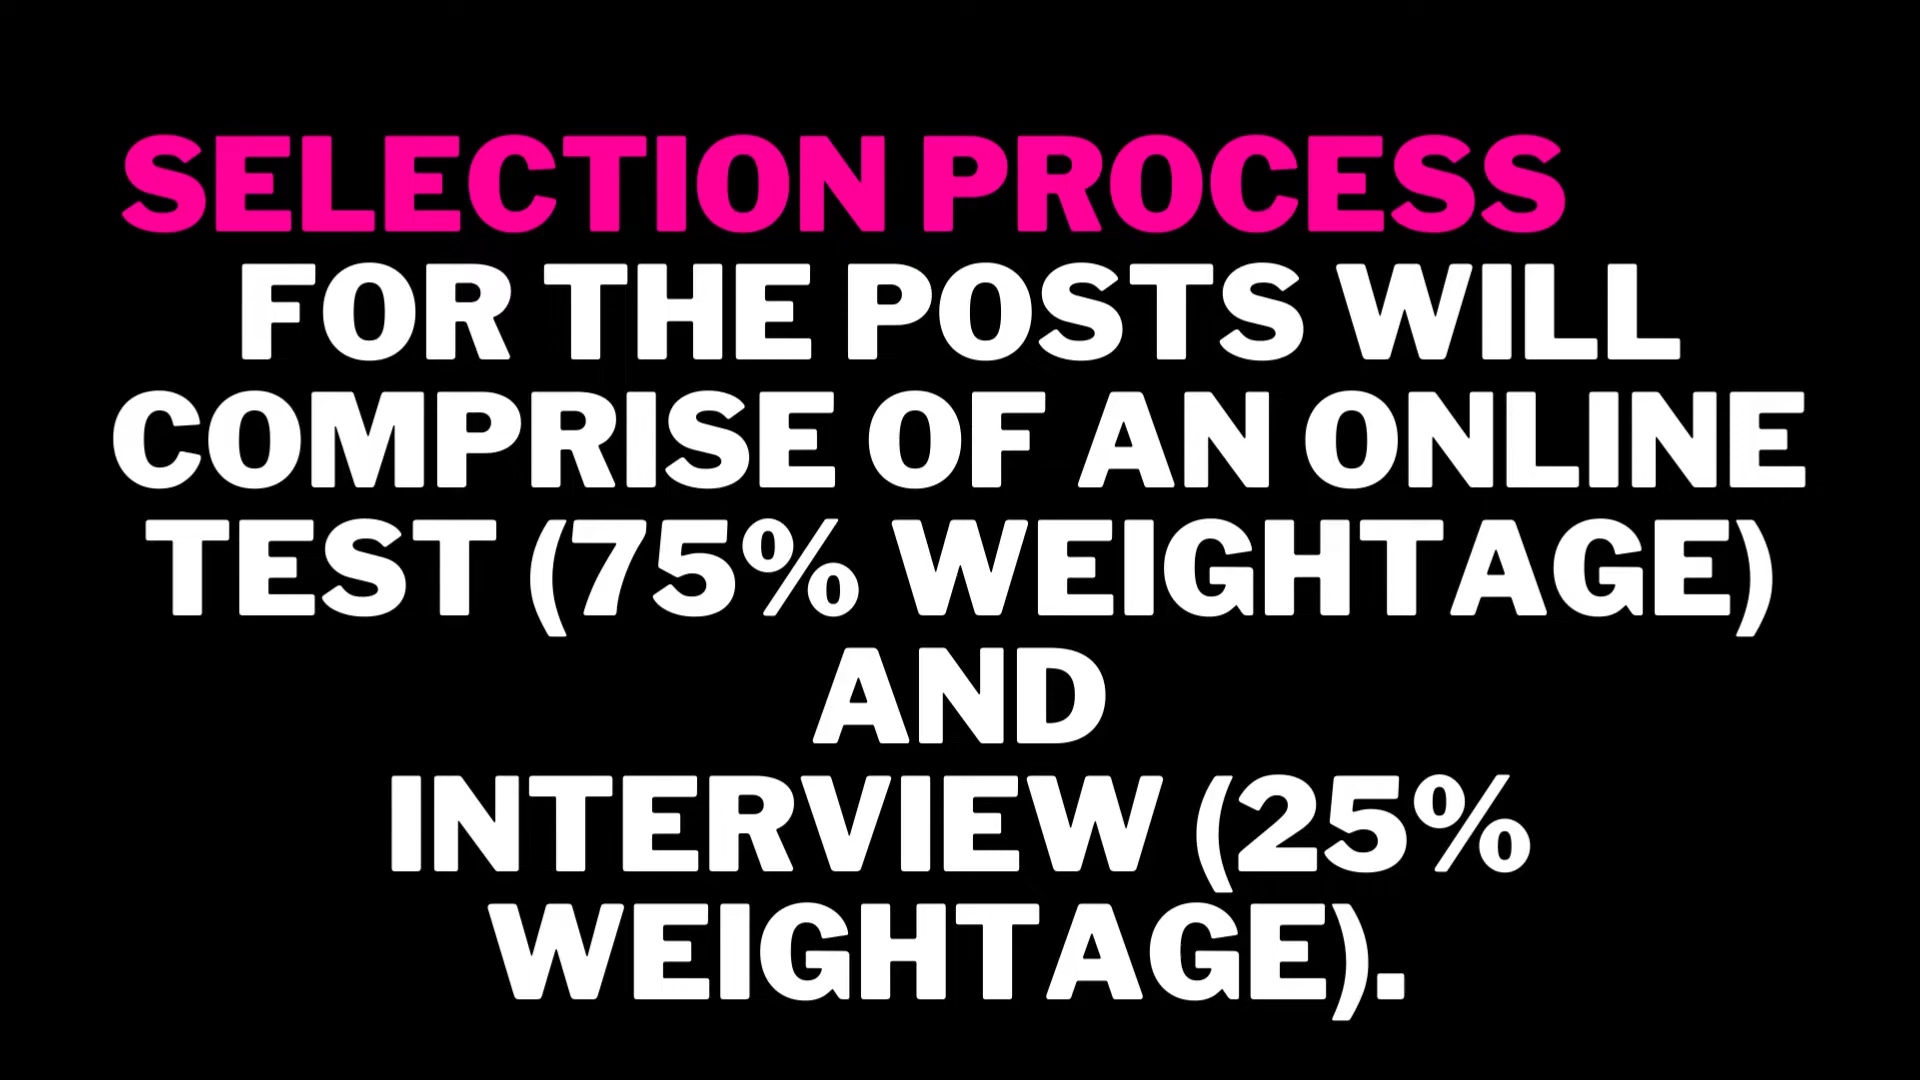 SELECTION PROCESS
FOR THE POSTS WILL
COMPRISE OF AN ONLINE
TEST (75% WEIGHTAGE)
AND
INTERVIEW (25%
WEIGHTAGE).